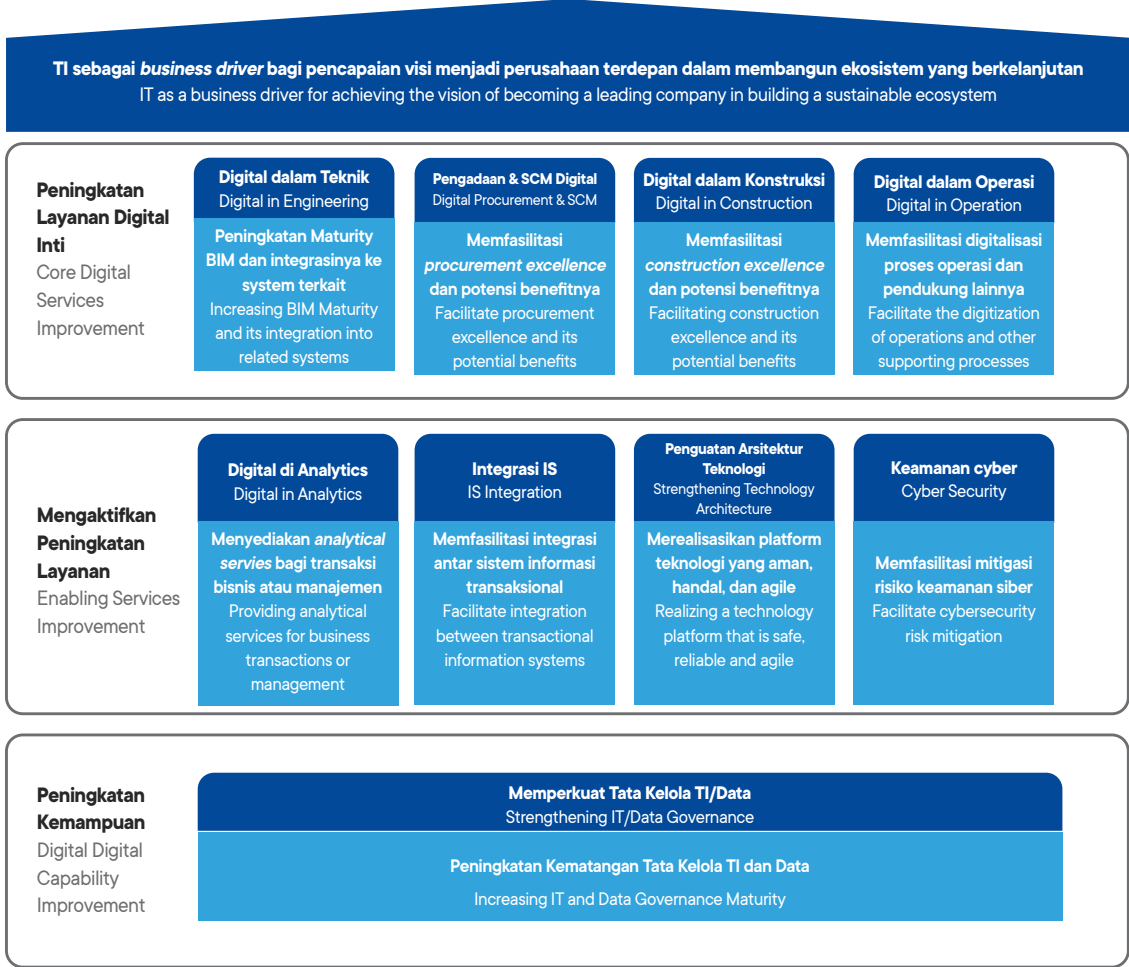 TI sebagai business driver bagi pencapaian visi menjadi perusahaan terdepan dalam membangun ekosistem yang berkelanjutan
IT as a business driver for achieving the vision of becoming a leading company in building a sustainable ecosystem
Peningkatan
Layanan Digital
Inti
Core Digital
Services
Improvement
Digital dalam Teknik
Digital in Engineering
Peningkatan Maturity
BIM dan integrasinya ke
system terkait
Increasing BIM Maturity
and its integration into
related systems
Pengadaan & SCM Digital
Digital Procurement & SCM
Memfasilitasi
procurement excellence
dan potensi benefitnya
Facilitate procurement
excellence and its
potential benefits
Digital dalam Konstruksi
Digital in Construction
Memfasilitasi
construction excellence
dan potensi benefitnya
Facilitating construction
excellence and its
potential benefits
Digital dalam Operasi
Digital in Operation
Memfasilitasi digitalisasi
proses operasi dan
pendukung lainnya
Facilitate the digitization
of operations and other
supporting processes
Mengaktifkan
Peningkatan
Layanan
Enabling Services
Improvement
Digital di Analytics
Digital in Analytics
Menyediakan analytical
servies bagi transaksi
bisnis atau manajemen
Providing analytical
services for business
transactions or
management
Integrasi IS
IS Integration
Memfasilitasi integrasi
antar sistem informasi
transaksional
Facilitate integration
between transactional
information systems
Penguatan Arsitektur
Teknologi
Strengthening Technology
Architecture
Merealisasikan platform
teknologi yang aman,
handal, dan agile
Realizing a technology
platform that is safe,
reliable and agile
Keamanan cyber
Cyber Security
Memfasilitasi mitigasi
risiko keamanan siber
Facilitate cybersecurity
risk mitigation
Peningkatan
Kemampuan
Digital Digital
Capability
Improvement
Memperkuat Tata Kelola TI/Data
Strengthening IT/Data Governance
Peningkatan Kematangan Tata Kelola TI dan Data
Increasing IT and Data Governance Maturity